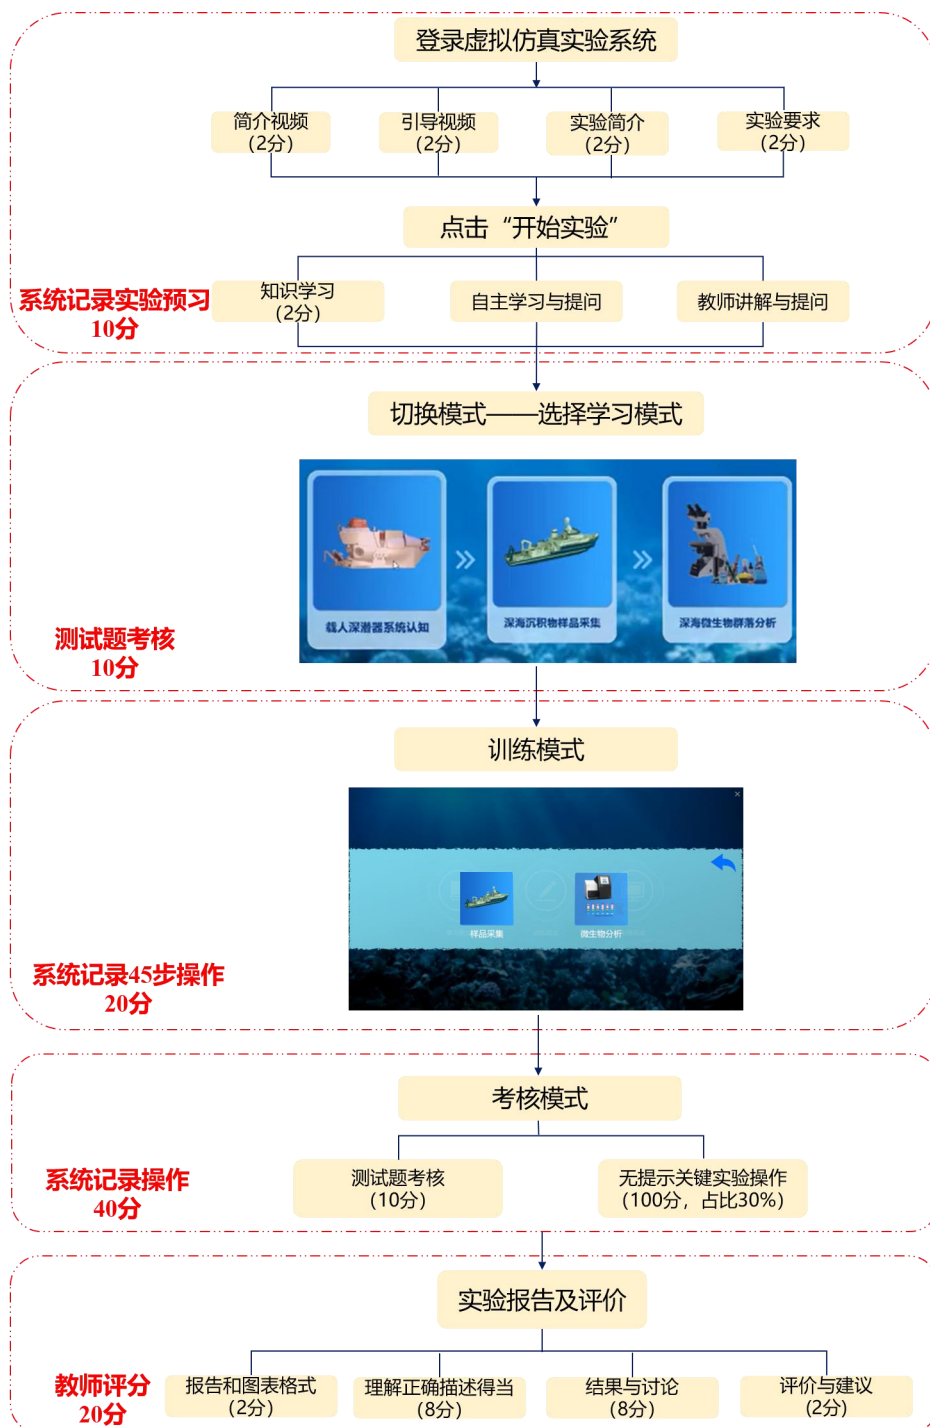 登录虚拟仿真实验系统
简介视频
（2分）
引导视频
（2分）
实验简介
（2分）
实验要求
（2分）
点击“开始实验”
系统记录实验预习
10分
知识学习
（2分）
自主学习与提问
教师讲解与提问
切换模式——选择学习模式
载人深潜器系统认知
深海沉积物样品采集
深海微生物群落分析
测试题考核
10分
训练模式
样品采集
微生物分析
系统记录45步操作
20分
考核模式
系统记录操作
40分
测试题考核
（10分）
无提示关键实验操作
（100分，占比30%）
实验报告及评价
教师评分
20分
报告和图表格式
（2分）
理解正确描述得当
（8分）
结果与讨论
（8分）
评价与建议
（2分）